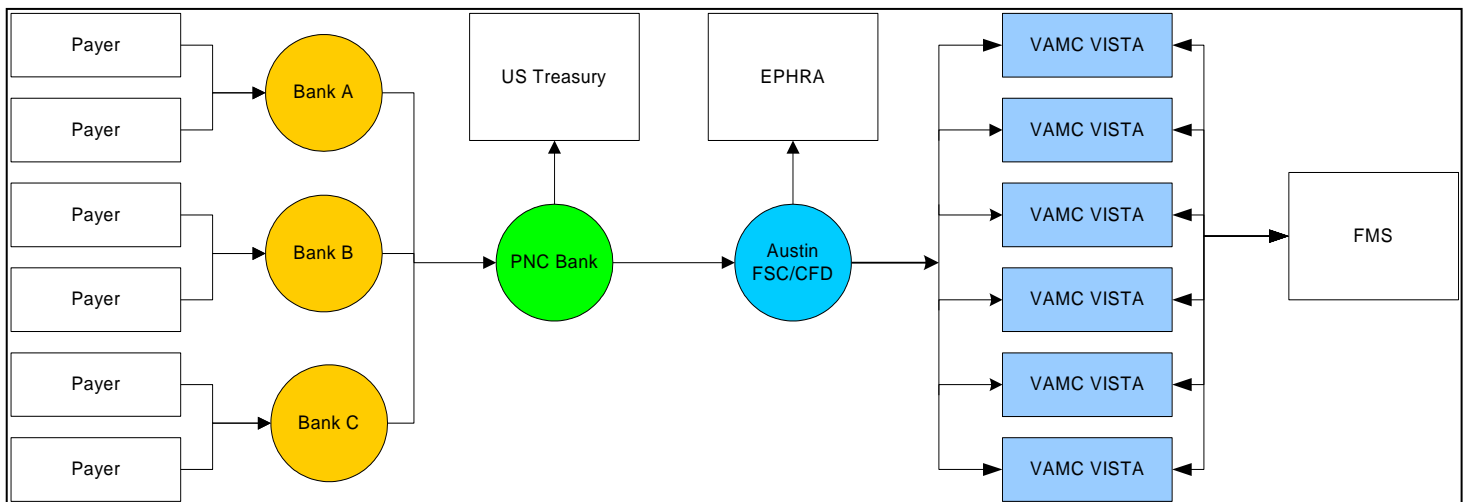 Payer
Payer
Payer
Payer
Payer
Payer
Bank A
Bank B
Bank C
US Treasury
PNC Bank
EPHRA
Austin
FSC/CFD
VAMC VISTA
VAMC VISTA
VAMC VISTA
VAMC VISTA
VAMC VISTA
VAMC VISTA
FMS